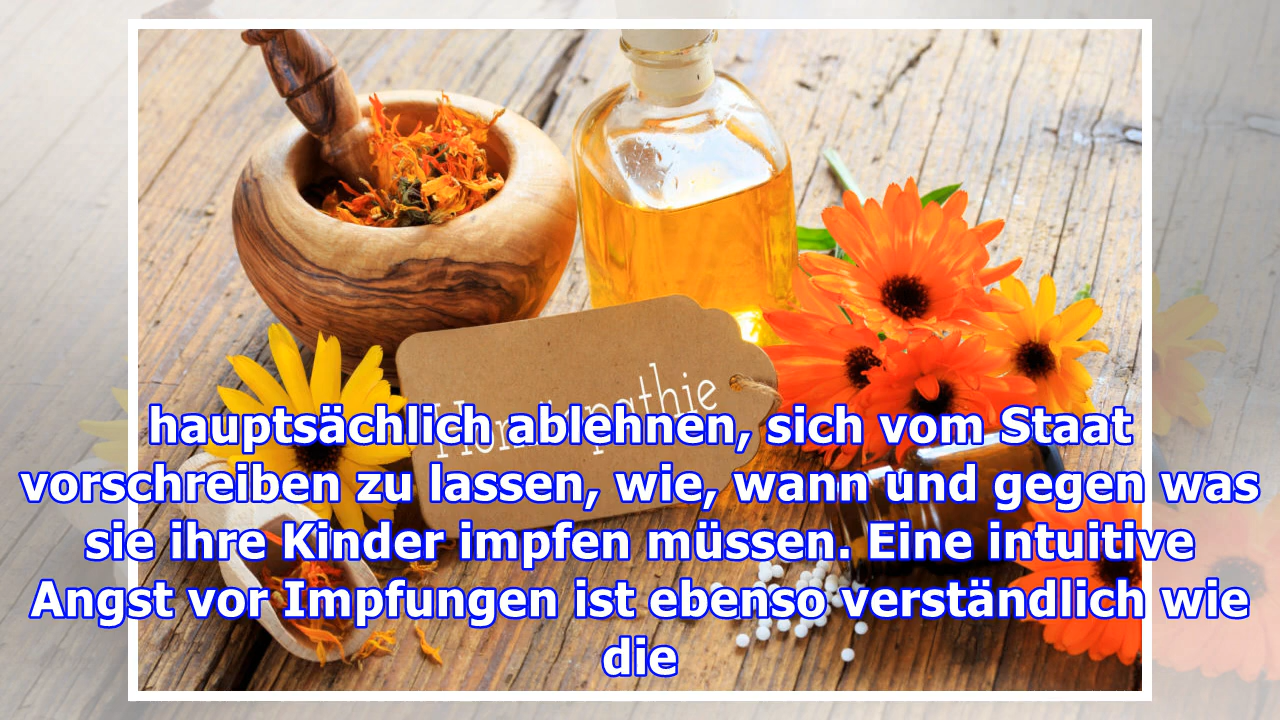 Homöopathie
hauptsächlich ablehnen, sich vom Staat
vorschreiben zu lassen, wie, wann und gegen was
sie ihre Kinder impfen müssen. Eine intuitive
Angst vor Impfungen ist ebenso verständlich wie
die